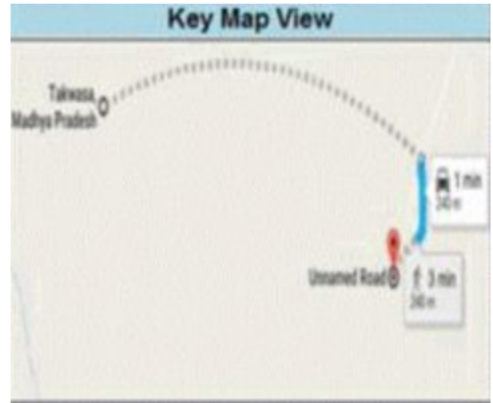 Key Map View
Takwasa,
Madhya Pradesh
1 min
240 m
Unnamed Road
3 min
240 m